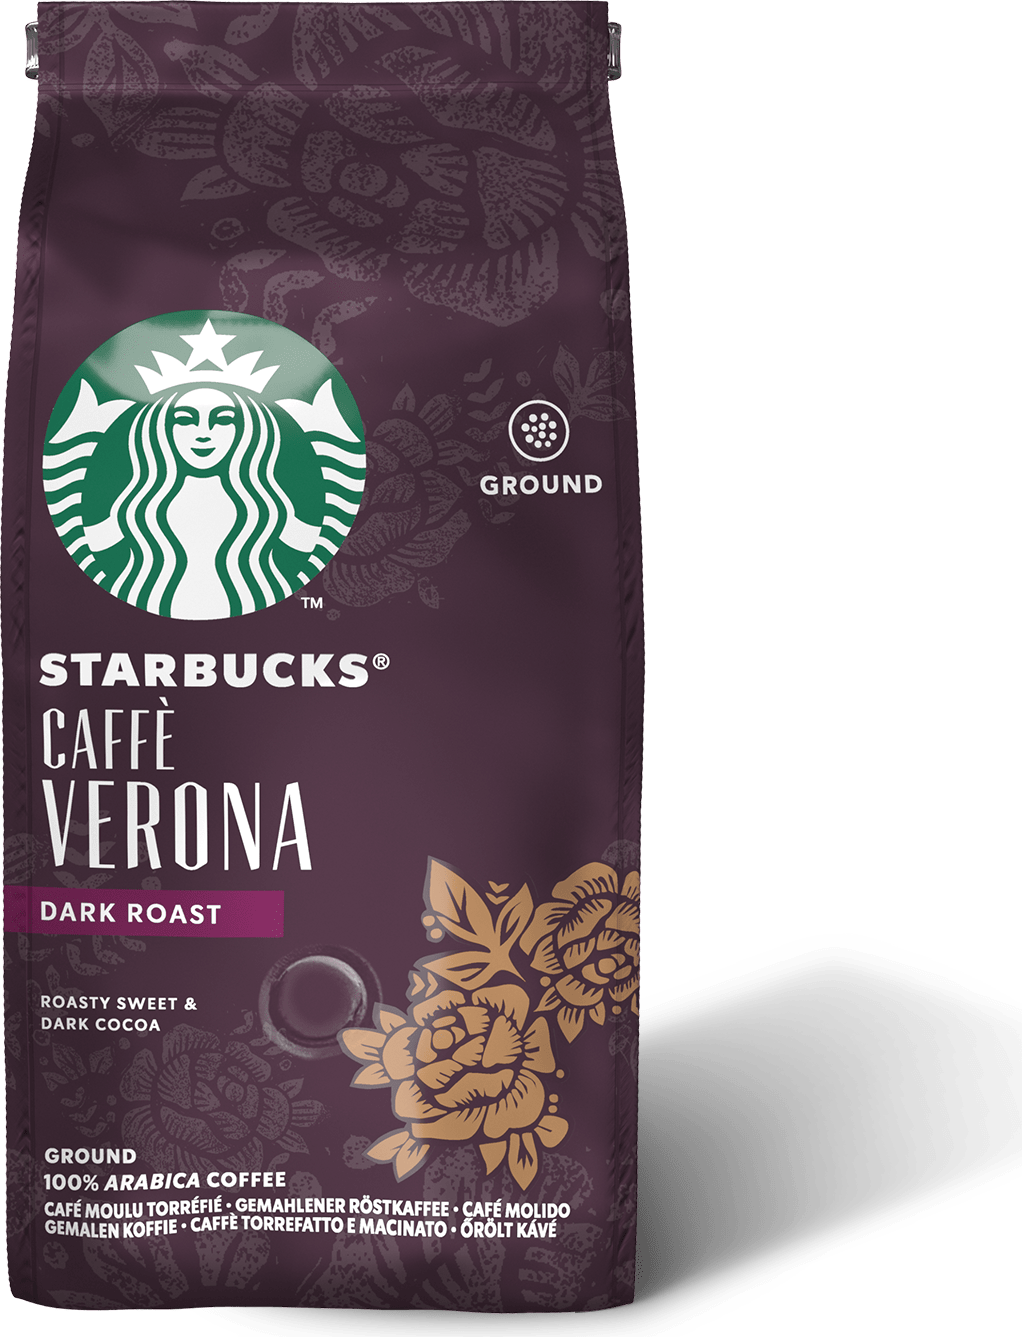 GROUND
TM
STARBUCKS®
CAFFÈ
VERONA
DARK ROAST
ROASTY SWEET &
DARK COCOA
GROUND
100% ARABICA COFFEE
CAFÉ MOULU TORRÉFIÉ · GEMAHLENER RÖSTKAFFEE · CAFÉ MOLIDO
GEMALEN KOFFIE · CAFFÈ TORREFATTO E MACINATO · ŐRÖLT KÁVÉ